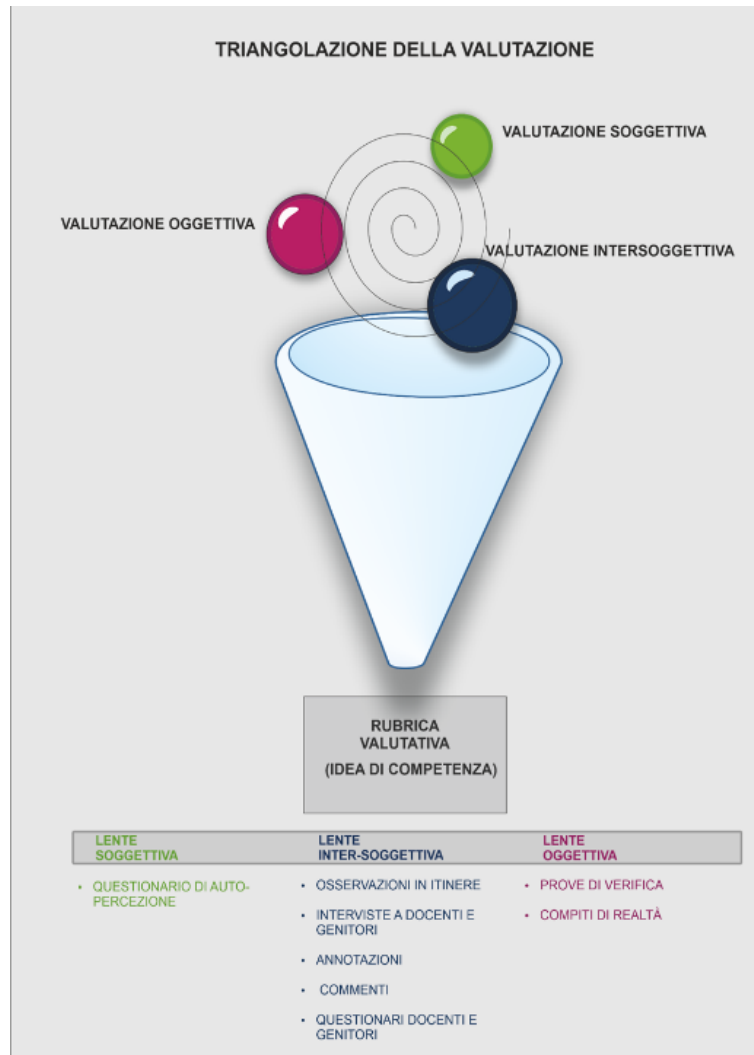 TRIANGOLAZIONE DELLA VALUTAZIONE
VALUTAZIONE SOGGETTIVA
VALUTAZIONE OGGETTIVA
VALUTAZIONE INTERSOGGETTIVA
RUBRICA
VALUTATIVA
(IDEA DI COMPETENZA)
LENTE
SOGGETTIVA
• QUESTIONARIO DI AUTO-
PERCEZIONE
LENTE
INTER-SOGGETTIVA
• OSSERVAZIONI IN ITINERE
• INTERVISTE A DOCENTI E
GENITORI
• ANNOTAZIONI
• COMMENTI
• QUESTIONARI DOCENTI E
GENITORI
LENTE
OGGETTIVA
• PROVE DI VERIFICA
• COMPITI DI REALTÀ